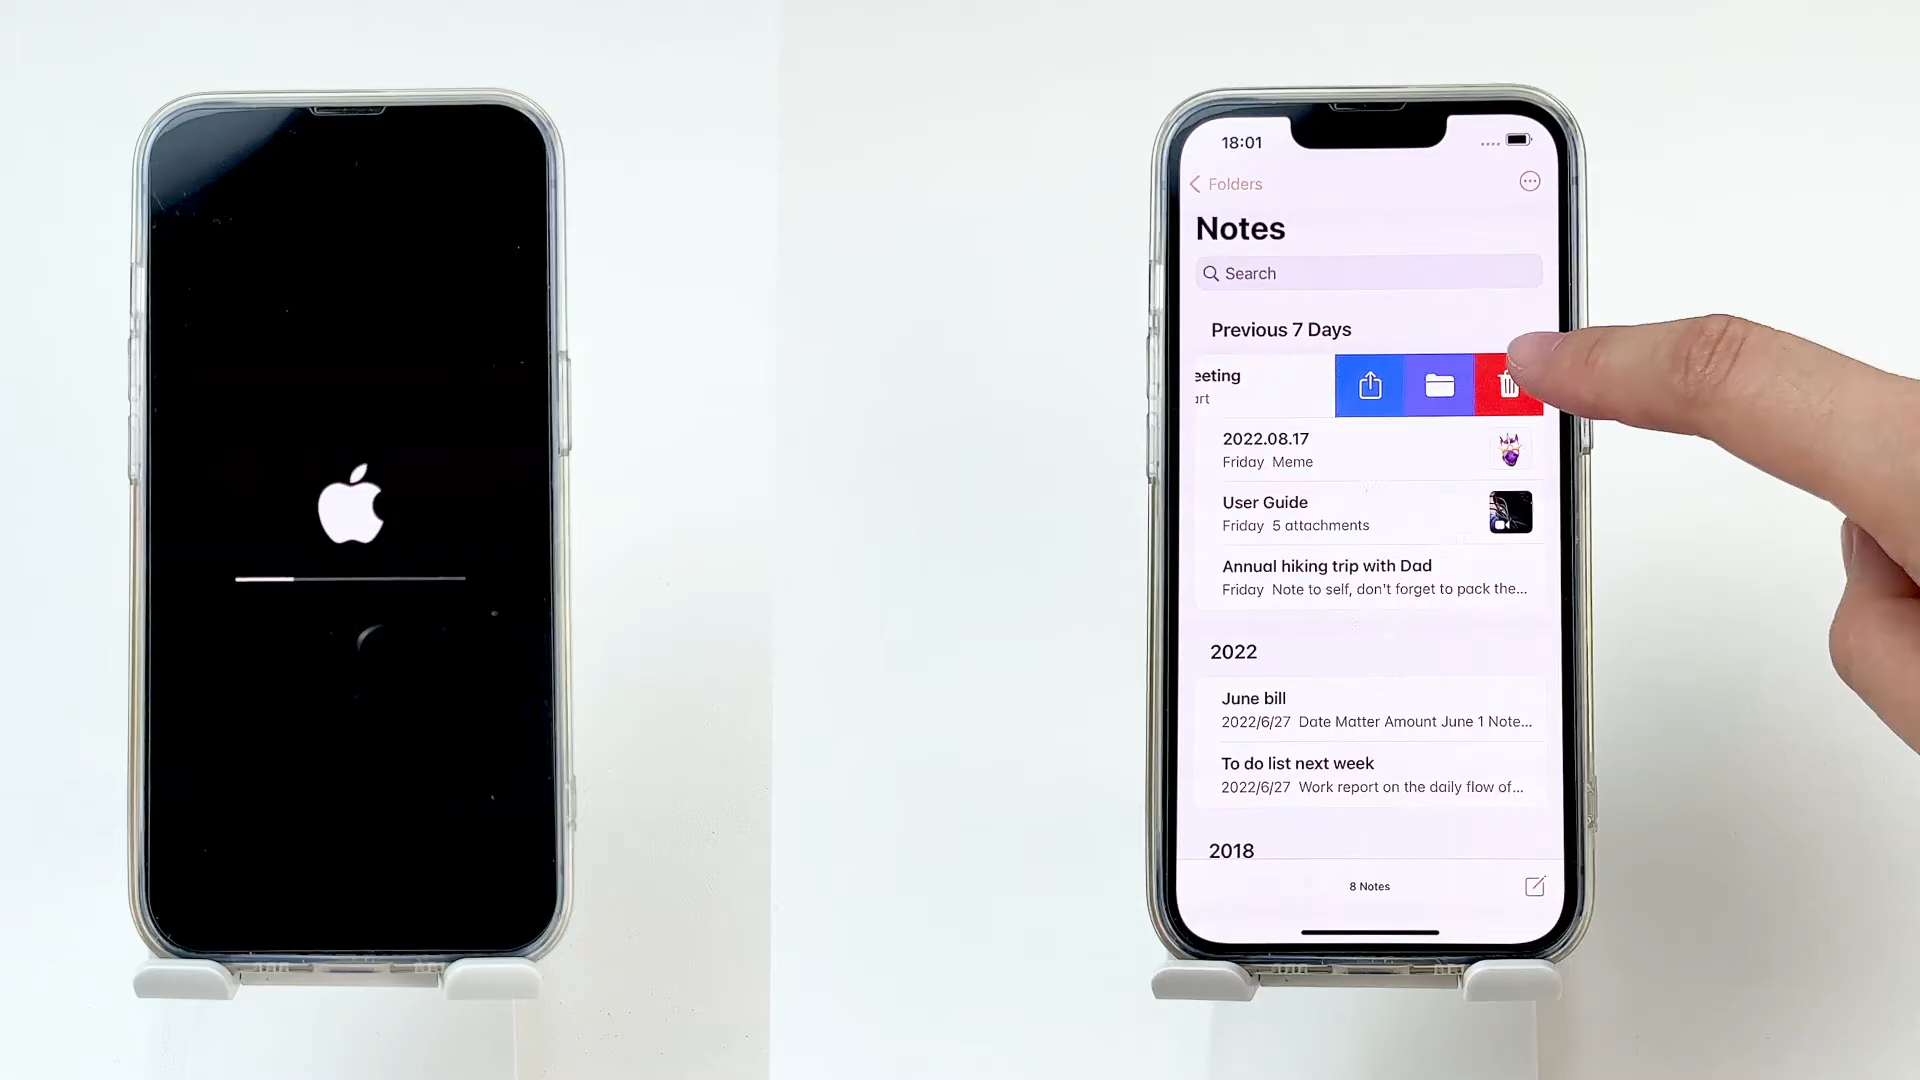 18:01
Folders
Notes
Search
Previous 7 Days
eeting
art
2022.08.17
Friday Meme
User Guide
Friday 5 attachments
Annual hiking trip with Dad
Friday Note to self, don't forget to pack the...
2022
June bill
2022/6/27 Date Matter Amount June 1 Note...
To do list next week
2022/6/27 Work report on the daily flow of...
2018
8 Notes